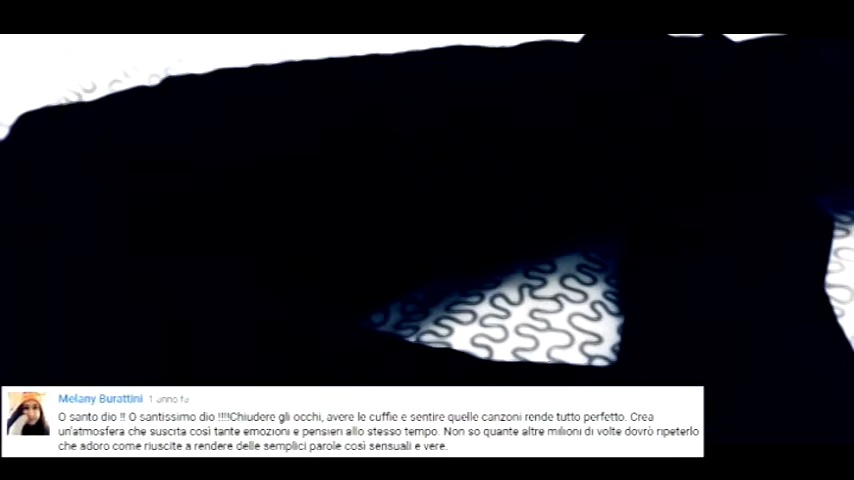 Melany Burattini 1 anno fa
O santo dio !! O santissimo dio !!!!Chiudere gli occhi, avere le cuffie e sentire quelle canzoni rende tutto perfetto. Crea
un'atmosfera che suscita così tante emozioni e pensieri allo stesso tempo. Non so quante altre milioni di volte dovrò ripeterlo
che adoro come riuscite a rendere delle semplici parole così sensuali e vere.